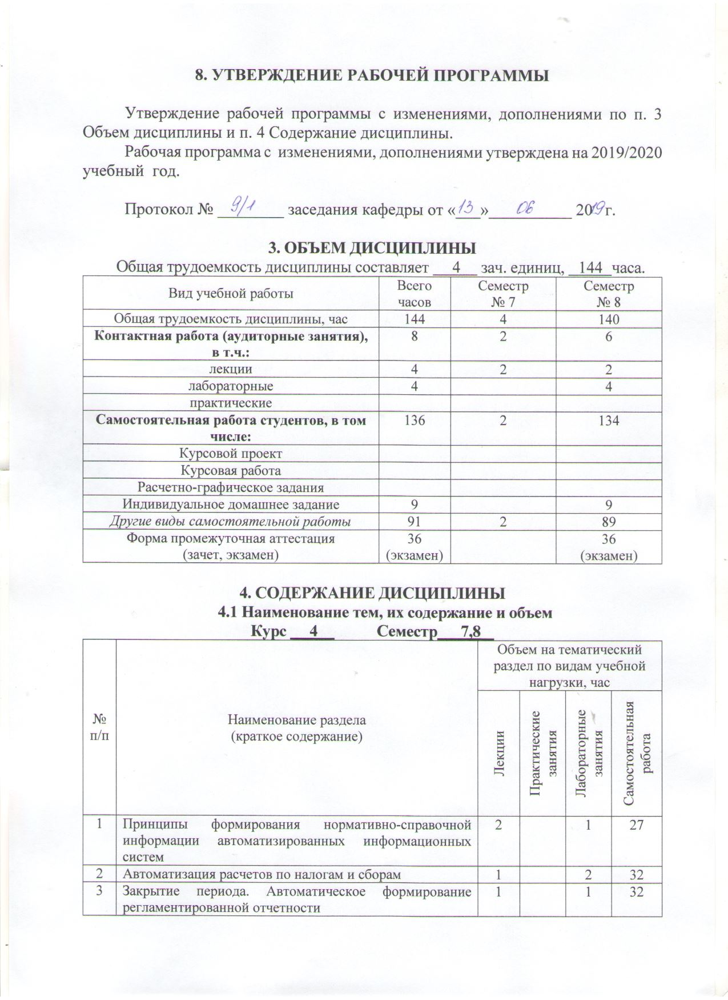 8. УТВЕРЖДЕНИЕ РАБОЧЕЙ ПРОГРАММЫ
Утверждение рабочей программы с изменениями, дополнениями по п. 3
Объем дисциплины и п. 4 Содержание дисциплины.
Рабочая программа с изменениями, дополнениями утверждена на 2019/2020
учебный год.
Протокол № 9/1 заседания кафедры от «13» 06 2019 г.
3. ОБЪЕМ ДИСЦИПЛИНЫ
Общая трудоемкость дисциплины составляет 4 зач. единиц, 144 часа.
Вид учебной работы Всего часов Семестр № 7 Семестр № 8
Общая трудоемкость дисциплины, час 144 4 140
Контактная работа (аудиторные занятия), 8 2 6
в т.ч.:
лекции 4 2 2
лабораторные 4 4
практические
Самостоятельная работа студентов, в том 136 2 134
числе:
Курсовой проект
Курсовая работа
Расчетно-графическое задания
Индивидуальное домашнее задание 9 9
Другие виды самостоятельной работы 91 2 89
Форма промежуточная аттестация 36 36
(зачет, экзамен) (экзамен) (экзамен)
4. СОДЕРЖАНИЕ ДИСЦИПЛИНЫ
4.1 Наименование тем, их содержание и объем
Курс 4 Семестр 7,8
№
п/п
Наименование раздела
(краткое содержание)
Объем на тематический
раздел по видам учебной
нагрузки, час
Лекции
Практические
занятия
Лабораторные
занятия
Самостоятельная
работа
1 Принципы формирования нормативно-справочной 2 1 27
информации автоматизированных информационных
систем
2 Автоматизация расчетов по налогам и сборам 1 2 32
3 Закрытие периода. Автоматическое формирование 1 1 32
регламентированной отчетности